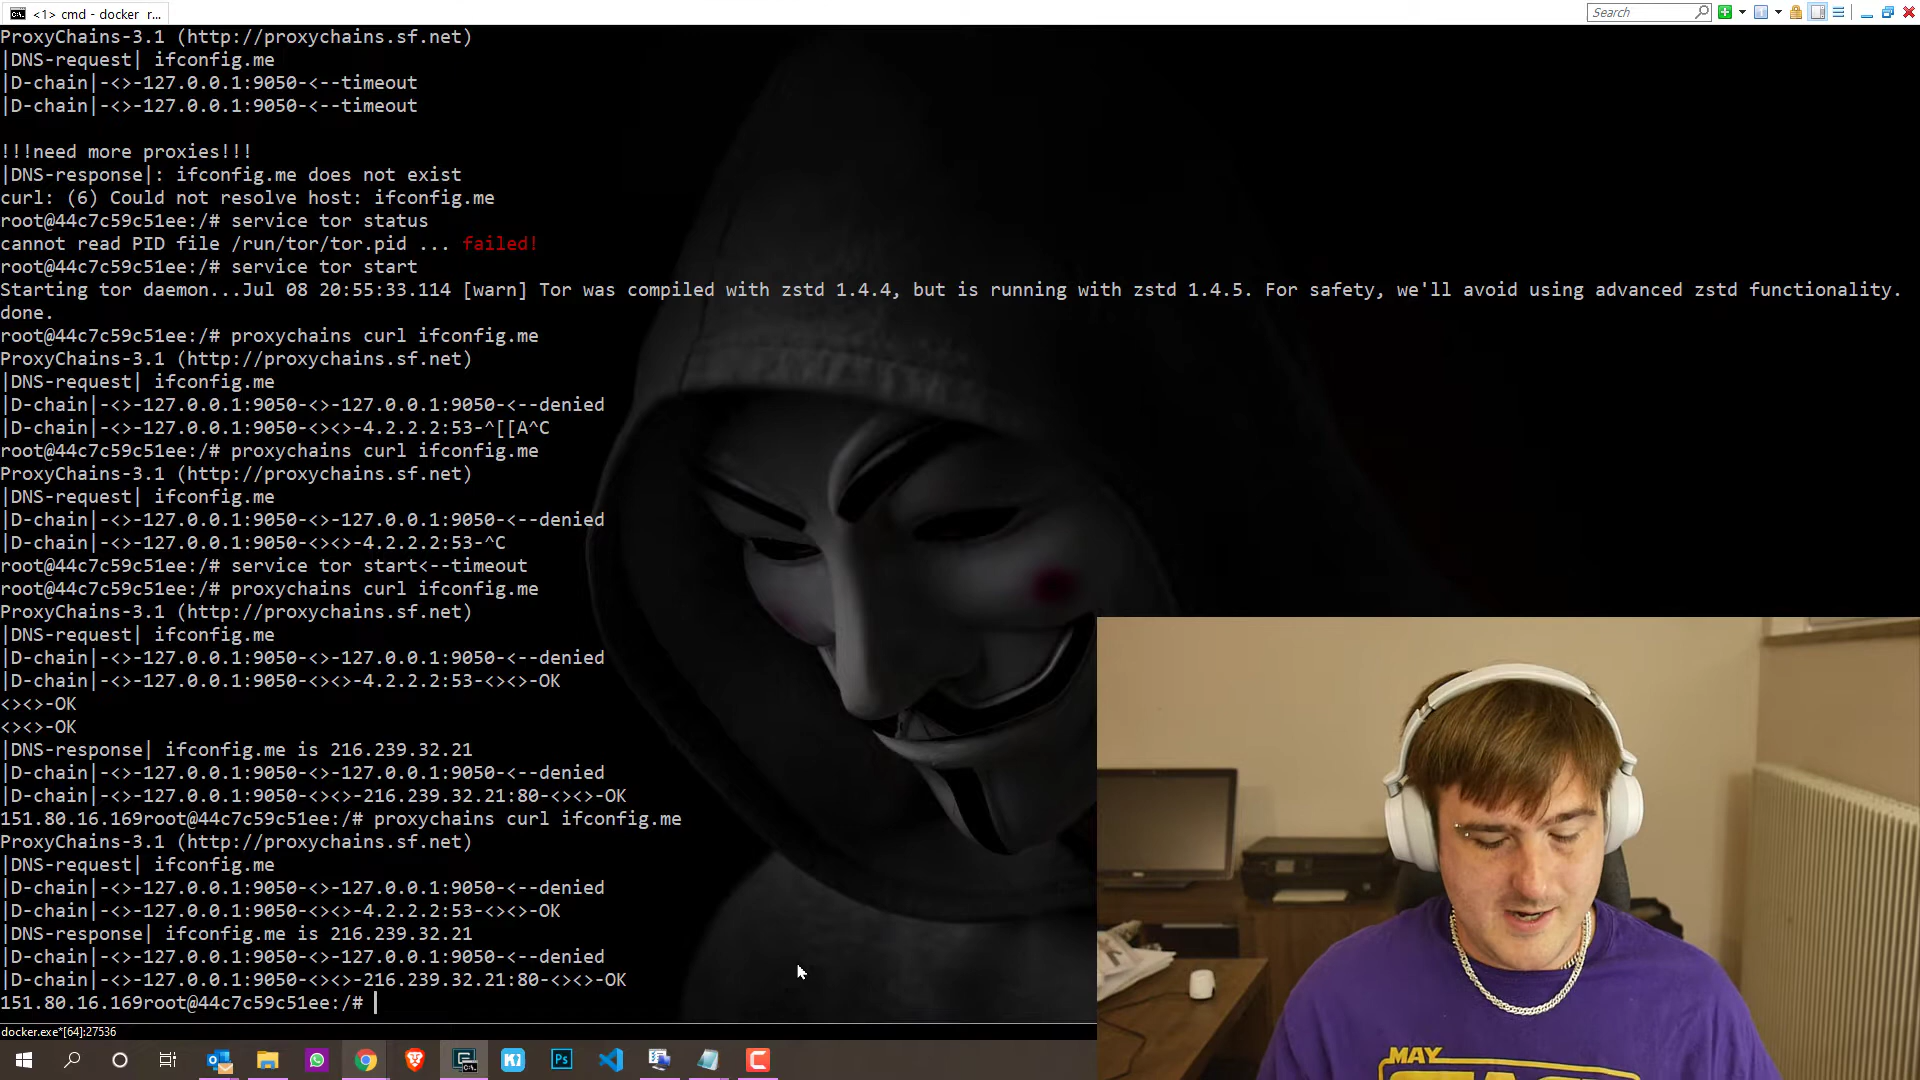 <1> cmd - docker r...
Search
ProxyChains-3.1 (http://proxychains.sf.net)
|DNS-request| ifconfig.me
|D-chain|-<>-127.0.0.1:9050-<--timeout
|D-chain|-<>-127.0.0.1:9050-<--timeout
!!!need more proxies!!!
|DNS-response|: ifconfig.me does not exist
curl: (6) Could not resolve host: ifconfig.me
root@44c7c59c51ee:/# service tor status
cannot read PID file /run/tor/tor.pid ... failed!
root@44c7c59c51ee:/# service tor start
Starting tor daemon...Jul 08 20:55:33.114 [warn] Tor was compiled with zstd 1.4.4, but is running with zstd 1.4.5. For safety, we'll avoid using advanced zstd functionality.
done.
root@44c7c59c51ee:/# proxychains curl ifconfig.me
ProxyChains-3.1 (http://proxychains.sf.net)
|DNS-request| ifconfig.me
|D-chain|-<>-127.0.0.1:9050-<>-127.0.0.1:9050-<--denied
|D-chain|-<>-127.0.0.1:9050-<><>-4.2.2.2:53-^[[A^C
root@44c7c59c51ee:/# proxychains curl ifconfig.me
ProxyChains-3.1 (http://proxychains.sf.net)
|DNS-request| ifconfig.me
|D-chain|-<>-127.0.0.1:9050-<>-127.0.0.1:9050-<--denied
|D-chain|-<>-127.0.0.1:9050-<><>-4.2.2.2:53-^C
root@44c7c59c51ee:/# service tor start<--timeout
root@44c7c59c51ee:/# proxychains curl ifconfig.me
ProxyChains-3.1 (http://proxychains.sf.net)
|DNS-request| ifconfig.me
|D-chain|-<>-127.0.0.1:9050-<>-127.0.0.1:9050-<--denied
|D-chain|-<>-127.0.0.1:9050-<><>-4.2.2.2:53-<><>-OK
<><>-OK
<><>-OK
|DNS-response| ifconfig.me is 216.239.32.21
|D-chain|-<>-127.0.0.1:9050-<>-127.0.0.1:9050-<--denied
|D-chain|-<>-127.0.0.1:9050-<><>-216.239.32.21:80-<><>-OK
151.80.16.169root@44c7c59c51ee:/# proxychains curl ifconfig.me
ProxyChains-3.1 (http://proxychains.sf.net)
|DNS-request| ifconfig.me
|D-chain|-<>-127.0.0.1:9050-<>-127.0.0.1:9050-<--denied
|D-chain|-<>-127.0.0.1:9050-<><>-4.2.2.2:53-<><>-OK
|DNS-response| ifconfig.me is 216.239.32.21
|D-chain|-<>-127.0.0.1:9050-<>-127.0.0.1:9050-<--denied
|D-chain|-<>-127.0.0.1:9050-<><>-216.239.32.21:80-<><>-OK
151.80.16.169root@44c7c59c51ee:/#
docker.exe*[64]:27536
MAY